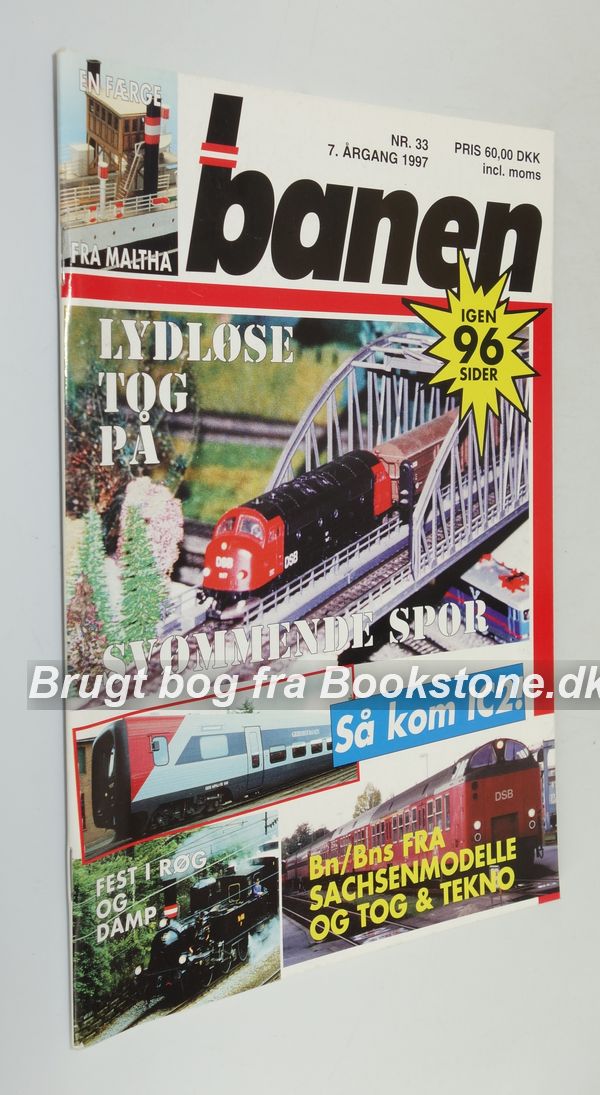 EN FÆRGE
FRA MALTHA
NR. 33
7. ÅRGANG 1997
PRIS 60,00 DKK
incl. moms
banen
IGEN
96
SIDER
LYDLØSE
TOG
PÅ
DSB
DSB
SVØMMENDE SPOR
Brugt bog fra Bookstone.dk
Så kom IC2!
FEST I RØG
OG
DAMP
DSB
Bn/Bns FRA
SACHSENMODELLE
OG TOG & TEKNO